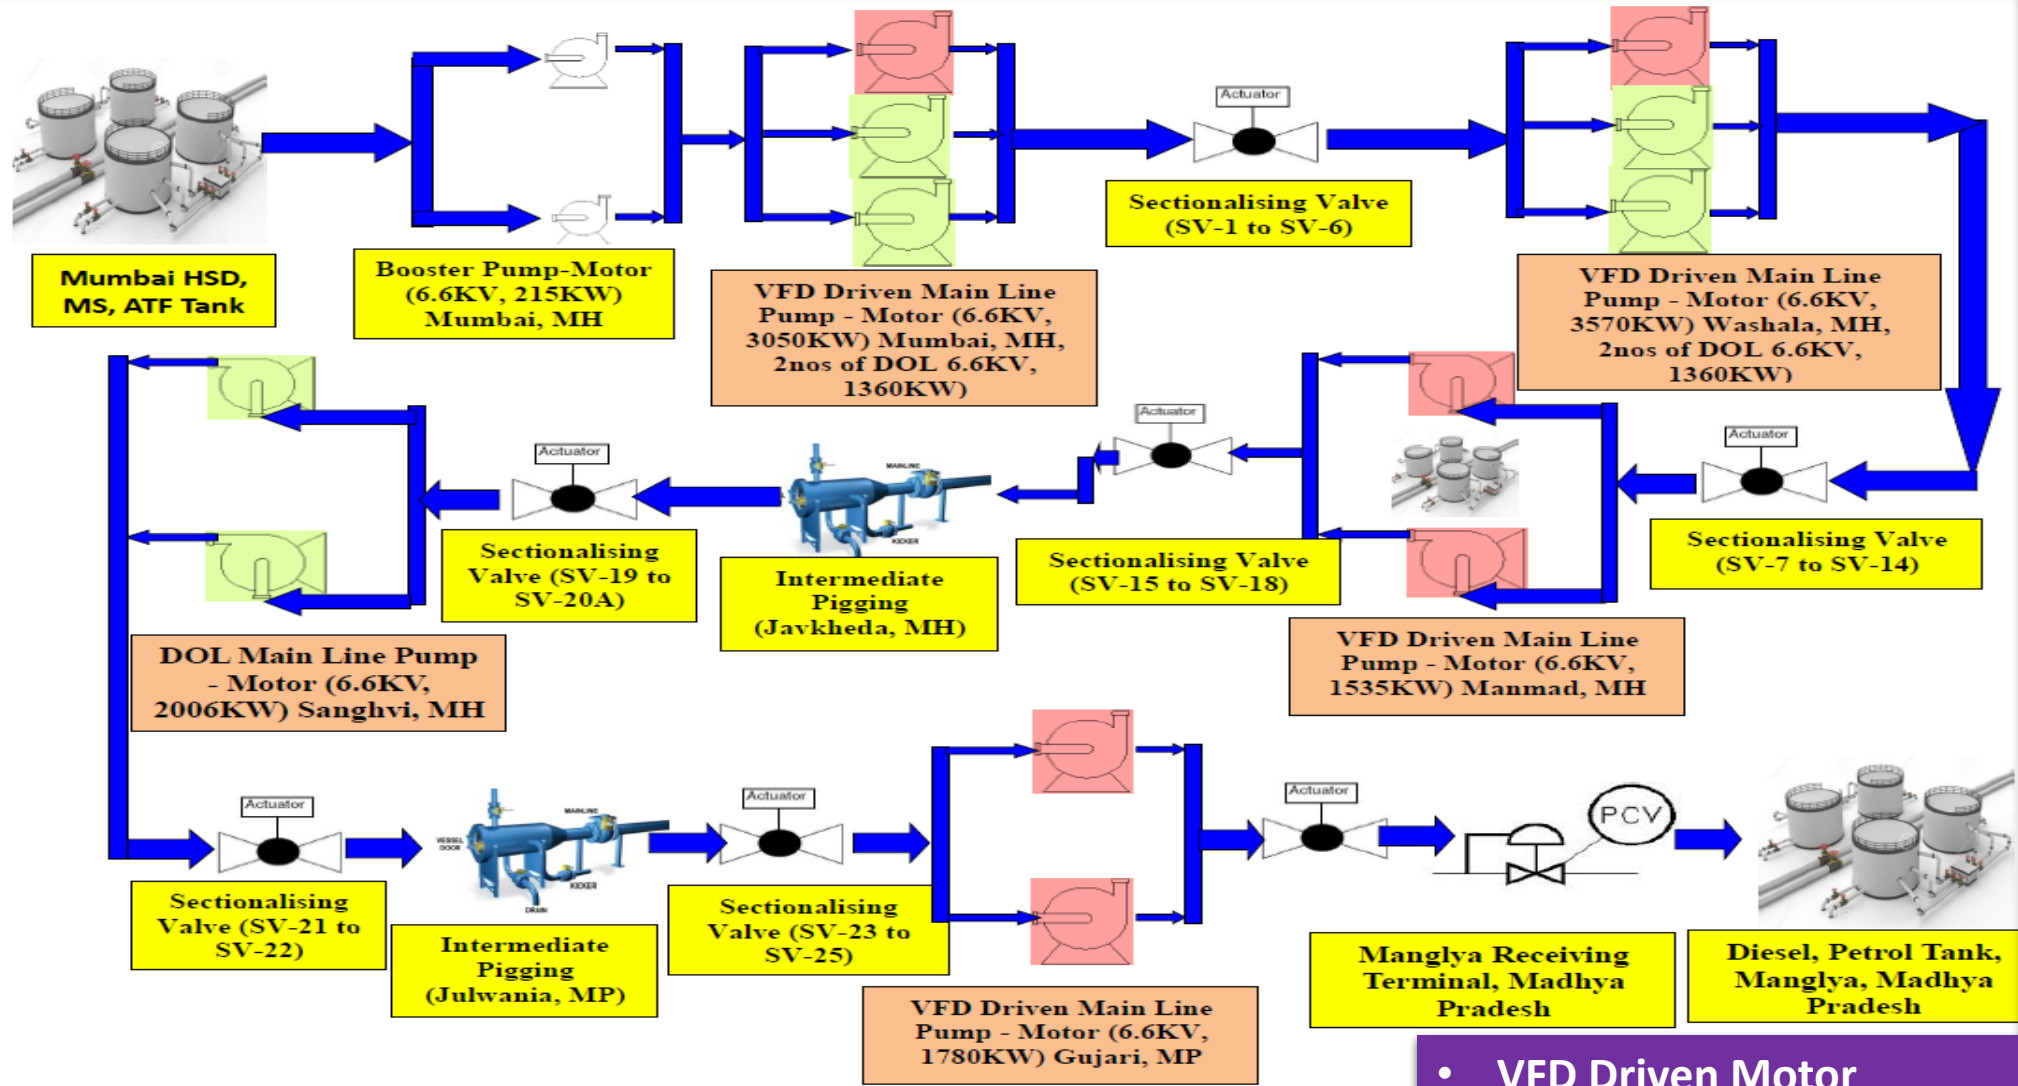 Actuator
Actuator
Mumbai HSD,
MS, ATF Tank
Booster Pump-Motor
(6.6KV, 215KW)
Mumbai, MH
VFD Driven Main Line
Pump - Motor (6.6KV,
3050KW) Mumbai, MH,
2nos of DOL 6.6KV,
1360KW)
Sectionalising Valve
(SV-1 to SV-6)
VFD Driven Main Line
Pump - Motor (6.6KV,
3570KW) Washala, MH,
2nos of DOL 6.6KV,
1360KW)
Actuator
Sectionalising Valve
(SV-7 to SV-14)
VFD Driven Main Line
Pump - Motor (6.6KV,
1535KW) Manmad, MH
Actuator
Sectionalising Valve
(SV-15 to SV-18)
MAINLINE
KICKER
Intermediate
Pigging
(Javkheda, MH)
Actuator
Sectionalising
Valve (SV-19 to
SV-20A)
DOL Main Line Pump
- Motor (6.6KV,
2006KW) Sanghvi, MH
Sectionalising
Valve (SV-21 to
SV-22)
MAINLINE
VESSEL
DOOR
KICKER
DRAIN
Intermediate
Pigging
(Julwania, MP)
Actuator
Sectionalising
Valve (SV-23 to
SV-25)
VFD Driven Main Line
Pump - Motor (6.6KV,
1780KW) Gujari, MP
Actuator
PCV
Manglya Receiving
Terminal, Madhya
Pradesh
Diesel, Petrol Tank,
Manglya, Madhya
Pradesh
• VFD Driven Motor